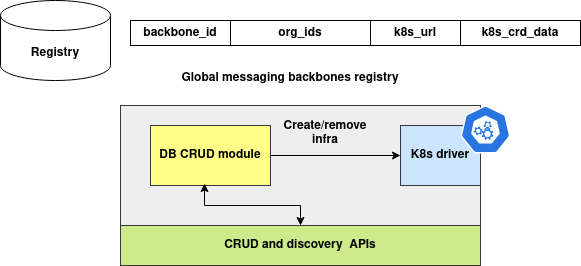 backbone_id org_ids k8s_url k8s_crd_data
Registry
Global messaging backbones registry
Create/remove
infra
DB CRUD module
K8s driver
CRUD and discovery APIs